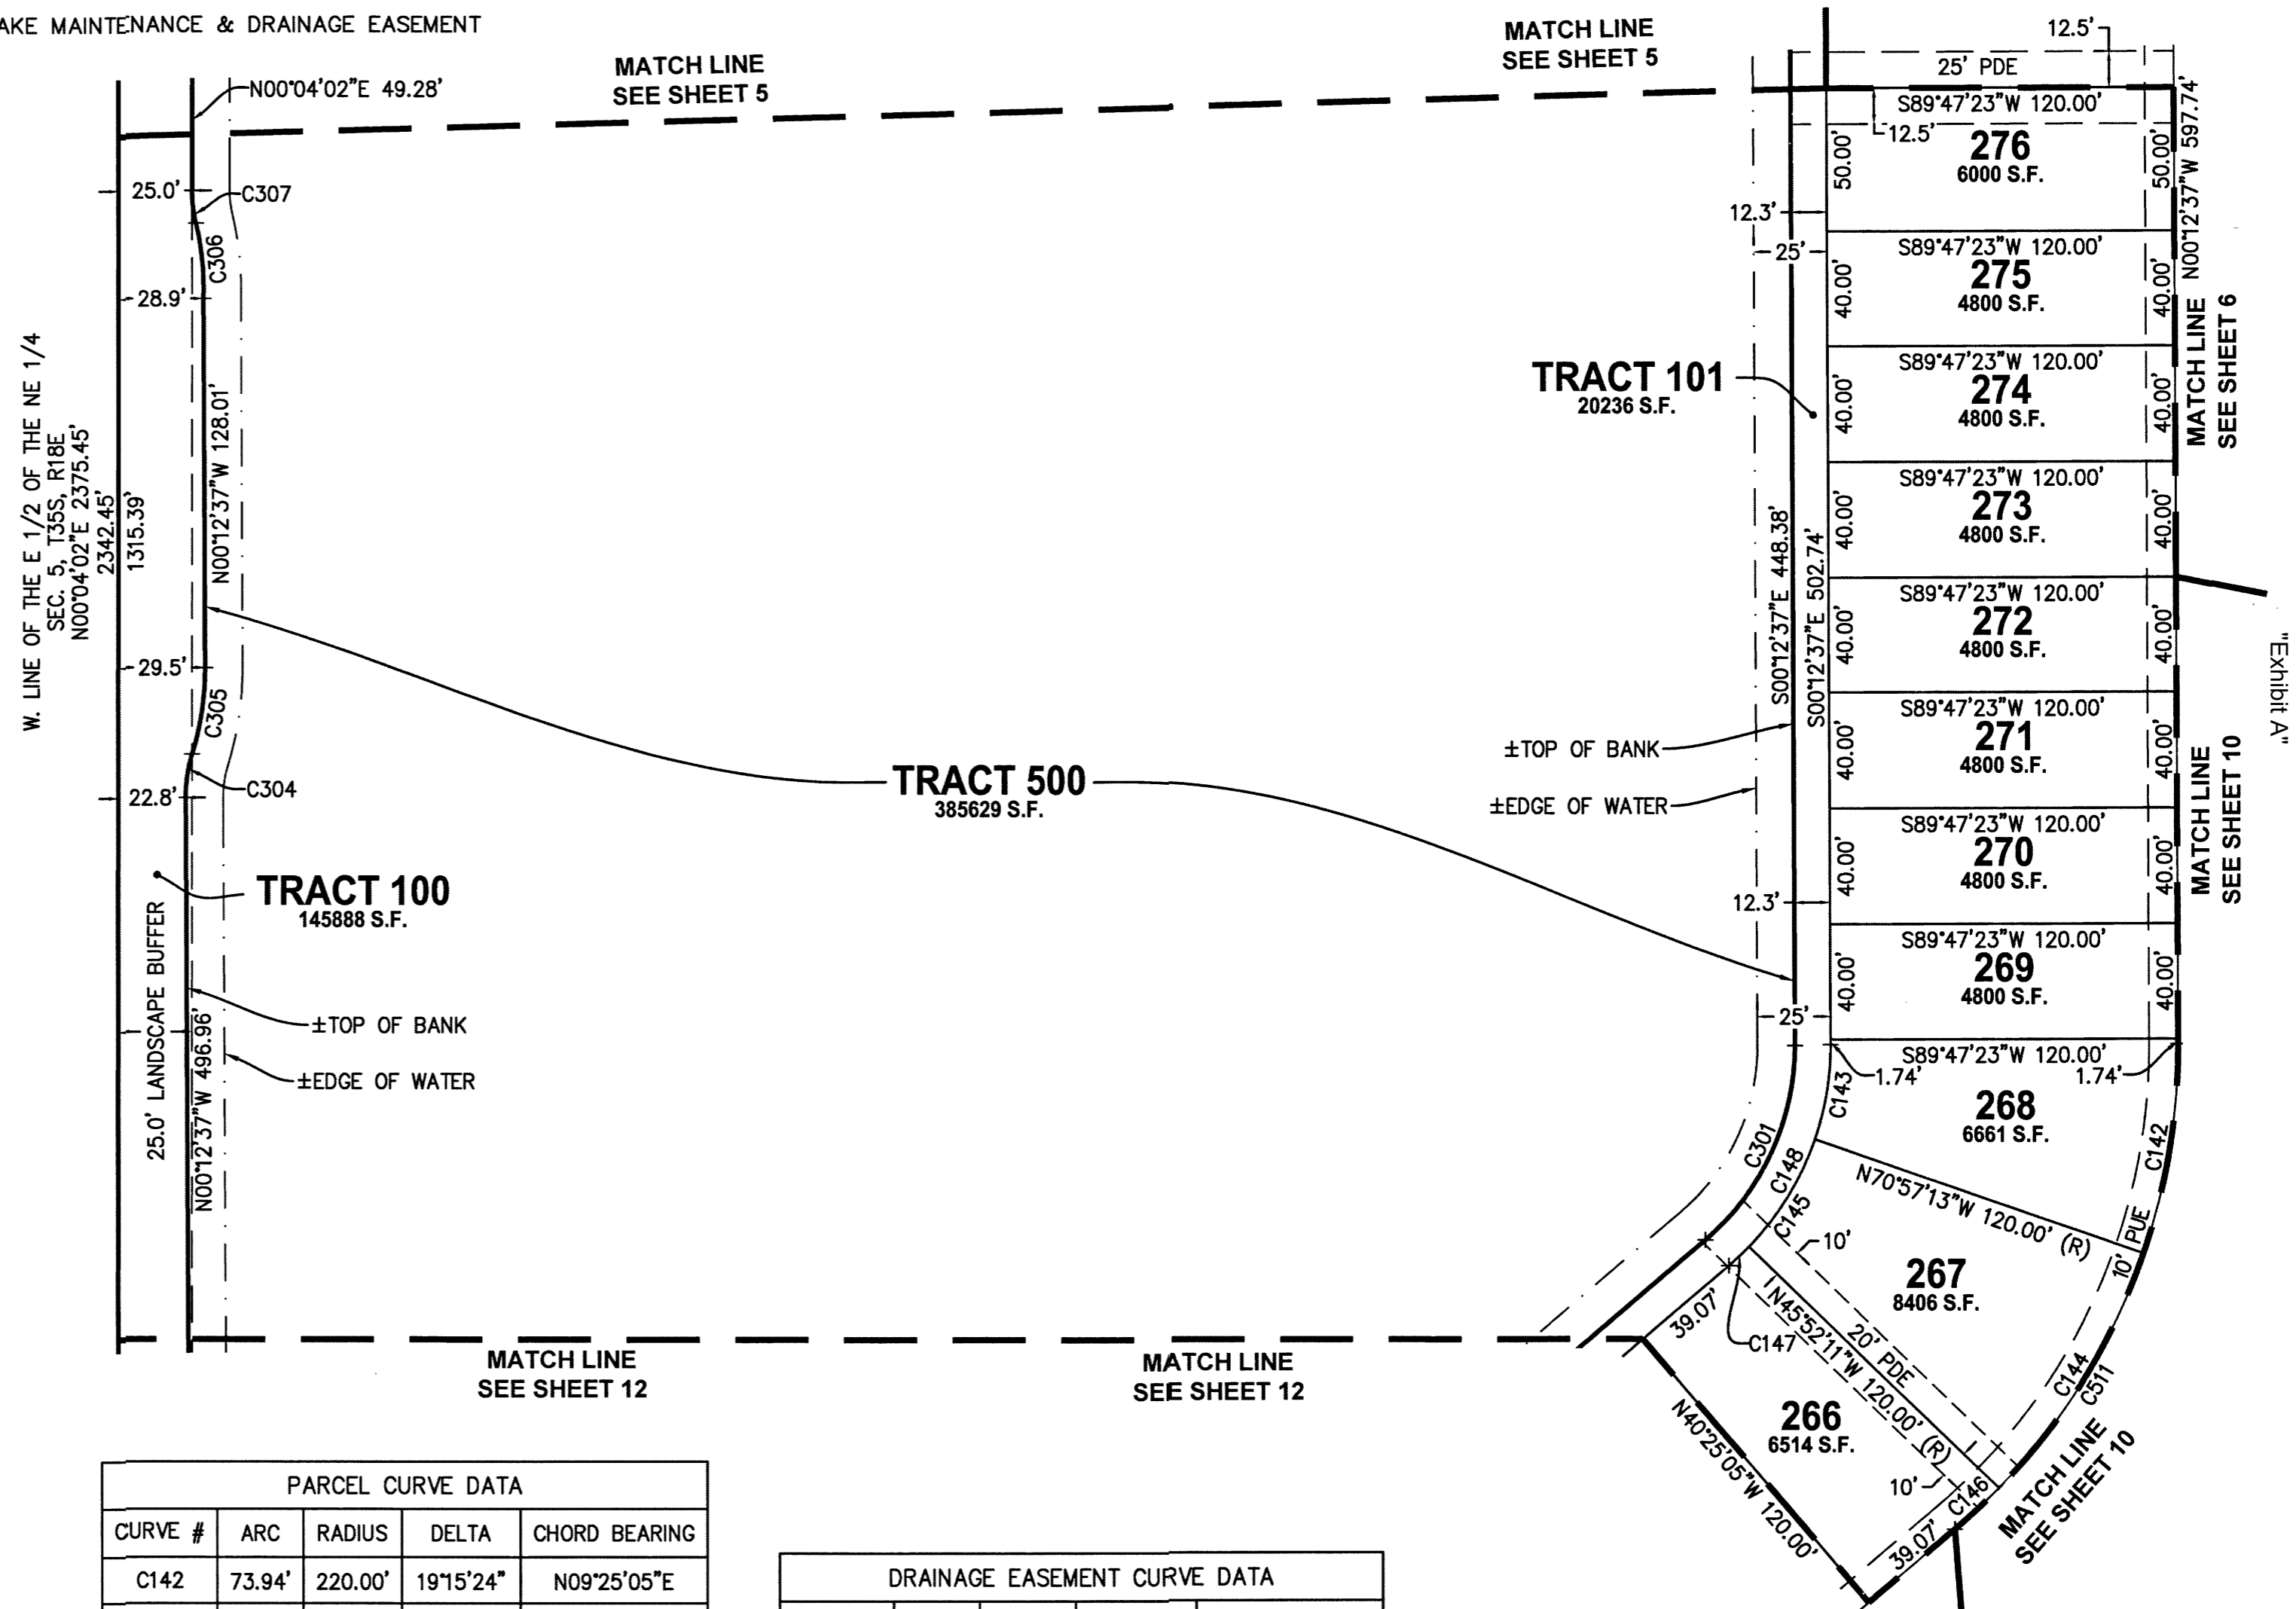 AKE MAINTENANCE & DRAINAGE EASEMENT
MATCH LINE
SEE SHEET 5
MATCH LINE
SEE SHEET 5
12.5'
25' PDE
N00°04'02"E 49.28'
S89°47'23"W 120.00'
12.5'
276
6000 S.F.
50.00'
50.00'
N00°12'37"W 597.74'
25.0'
C307
C306
28.9'
12.3'
25'
S89°47'23"W 120.00'
275
4800 S.F.
40.00'
40.00'
MATCH LINE
SEE SHEET 6
W. LINE OF THE E 1/2 OF THE NE 1/4
SEC. 5, T35S, R18E
N00°04'02"E 2375.45'
2342.45'
1315.39'
N00°12'37"W 128.01'
TRACT 101
20236 S.F.
S89°47'23"W 120.00'
274
4800 S.F.
40.00'
40.00'
S89°47'23"W 120.00'
273
4800 S.F.
40.00'
40.00'
S00°12'37"E 448.38'
S00°12'37"E 502.74'
S89°47'23"W 120.00'
272
4800 S.F.
40.00'
40.00'
"Exhibit A"
29.5'
C305
S89°47'23"W 120.00'
271
4800 S.F.
40.00'
40.00'
±TOP OF BANK
±EDGE OF WATER
MATCH LINE
SEE SHEET 10
C304
22.8'
TRACT 500
385629 S.F.
S89°47'23"W 120.00'
270
4800 S.F.
40.00'
40.00'
TRACT 100
145888 S.F.
12.3'
S89°47'23"W 120.00'
269
4800 S.F.
40.00'
40.00'
25.0' LANDSCAPE BUFFER
N00°12'37"W 496.96'
±TOP OF BANK
±EDGE OF WATER
25'
S89°47'23"W 120.00'
1.74'
1.74'
268
6661 S.F.
C143
C142
C301
C148
C145
N70°57'13"W 120.00' (R)
10' PUE
10'
267
8406 S.F.
39.07'
C147
N45°52'11"W 120.00' (R)
20' PDE
C144
C511
MATCH LINE
SEE SHEET 12
MATCH LINE
SEE SHEET 12
266
6514 S.F.
N40°25'05"W 120.00'
10'
C146
39.07'
MATCH LINE
SEE SHEET 10
PARCEL CURVE DATA
CURVE # ARC RADIUS DELTA CHORD BEARING
C142 73.94' 220.00' 19°15'24" N09°25'05"E
DRAINAGE EASEMENT CURVE DATA